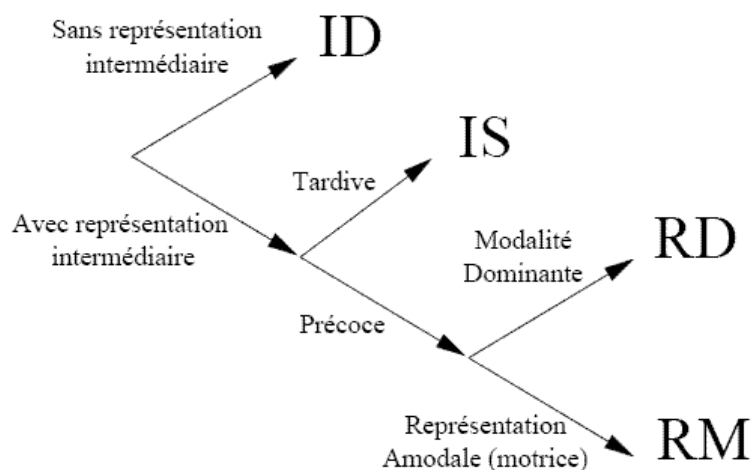 Sans représentation
intermédiaire
ID
IS
Tardive
Avec représentation
intermédiaire
Modalité
Dominante
RD
Précoce
Représentation
Amodale (motrice)
RM